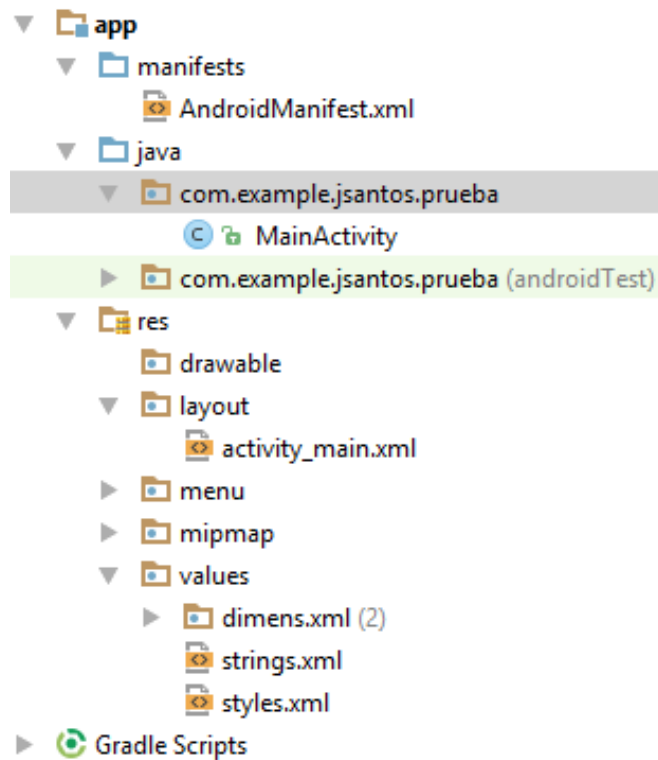 app
manifests
AndroidManifest.xml
java
com.example.jsantos.prueba
C MainActivity
com.example.jsantos.prueba (androidTest)
res
drawable
layout
activity_main.xml
menu
mipmap
values
dimens.xml (2)
strings.xml
styles.xml
Gradle Scripts